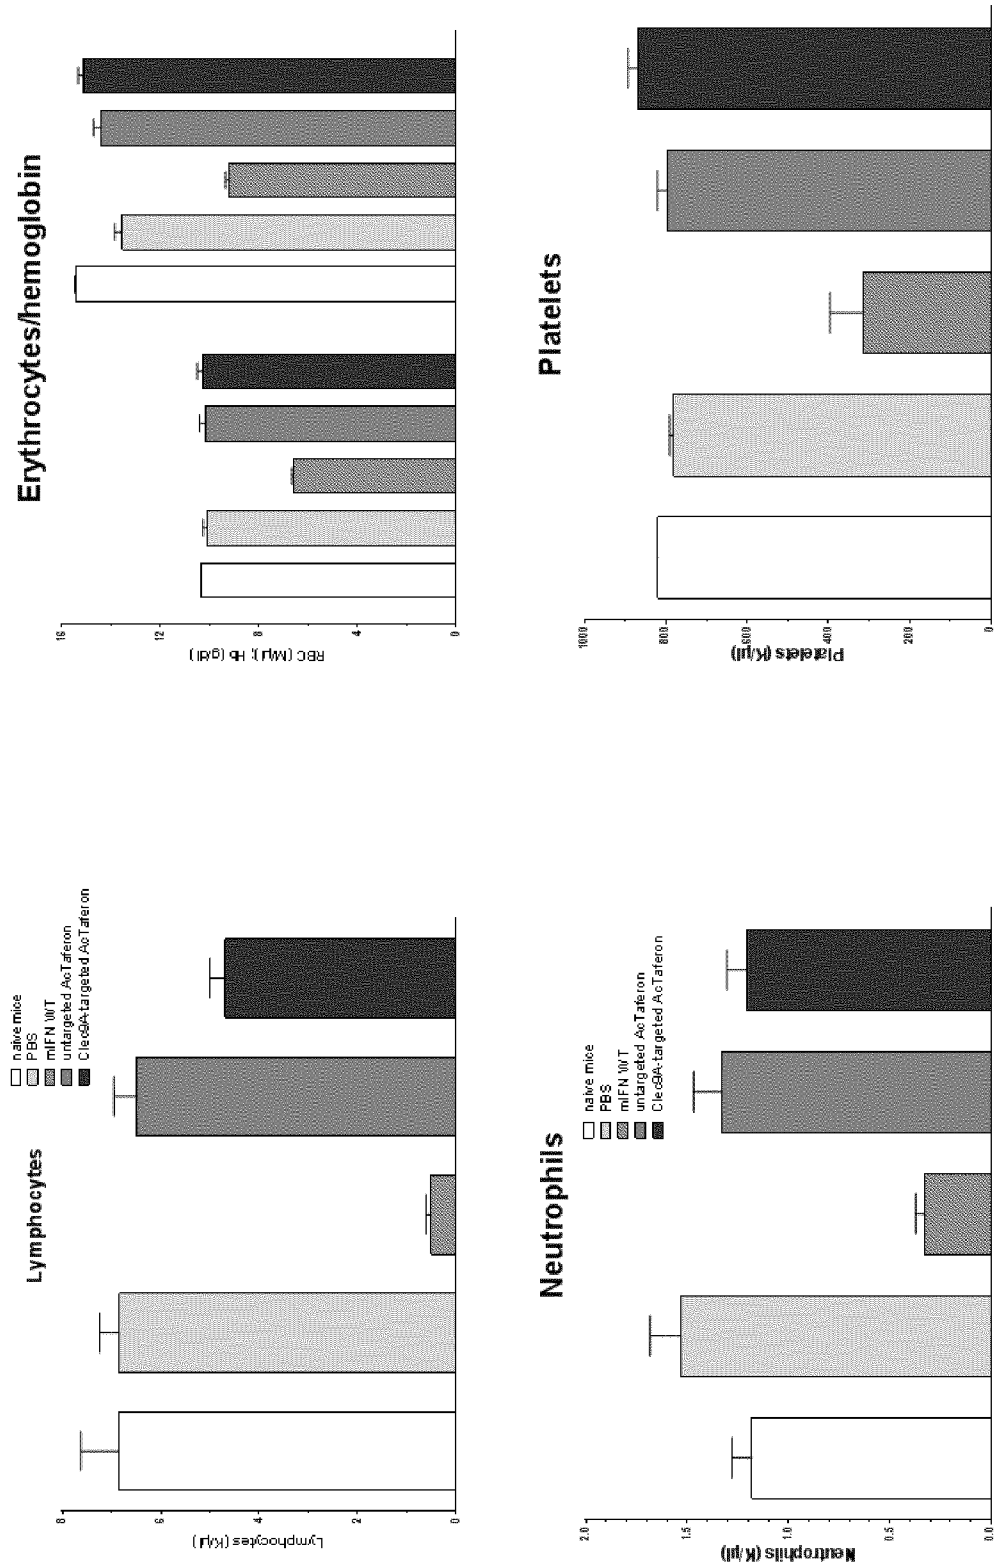 Lymphocytes
naive mice
PBS
mIFN WT
untargeted AcTaferon
Clec9A-targeted AcTaferon
Lymphocytes (K/µl)
8
6
4
2
0
Erythrocytes/hemoglobin
RBC (M/µl); Hb (g/dl)
16
12
8
4
0
Neutrophils
naive mice
PBS
mIFN WT
untargeted AcTaferon
Clec9A-targeted AcTaferon
Neutrophils (K/µl)
2.0
1.5
1.0
0.5
0.0
Platelets
Platelets (K/µl)
1000
800
600
400
200
0